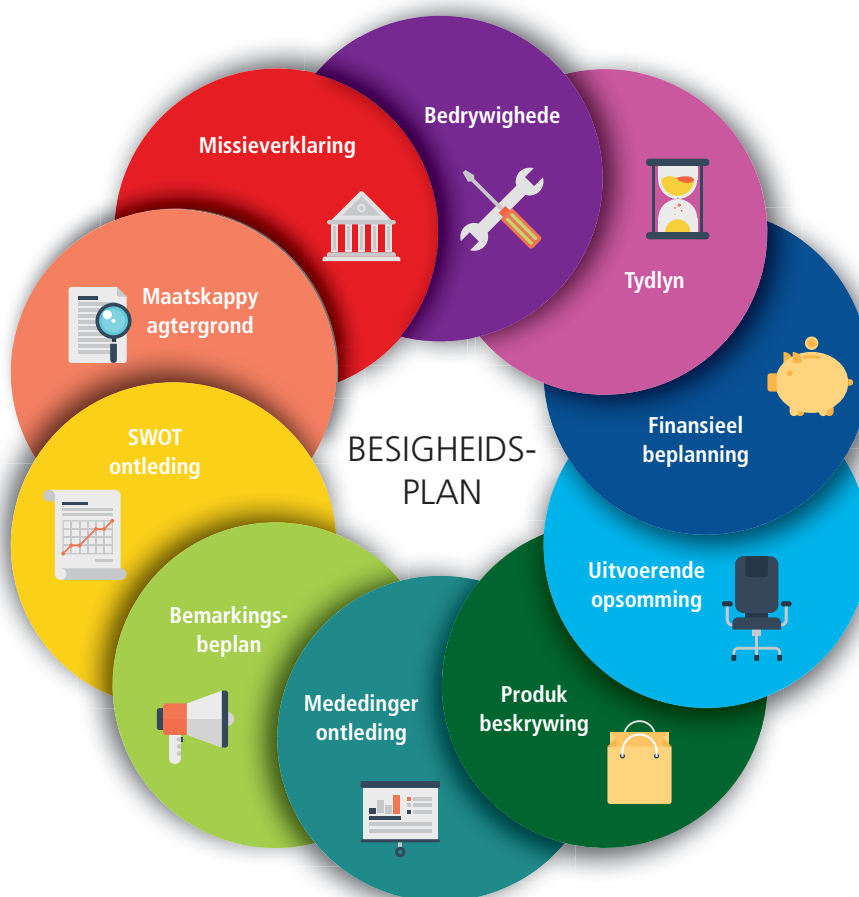 Bedrywighede
Missieverklaring
Tydlyn
Maatskappy
agtergrond
Finansieel
beplanning
SWOT
ontleding
BESIGHEIDS-
PLAN
Uitvoerende
opsomming
Bemarkings-
beplan
Produk
beskrywing
Mededinger
ontleding